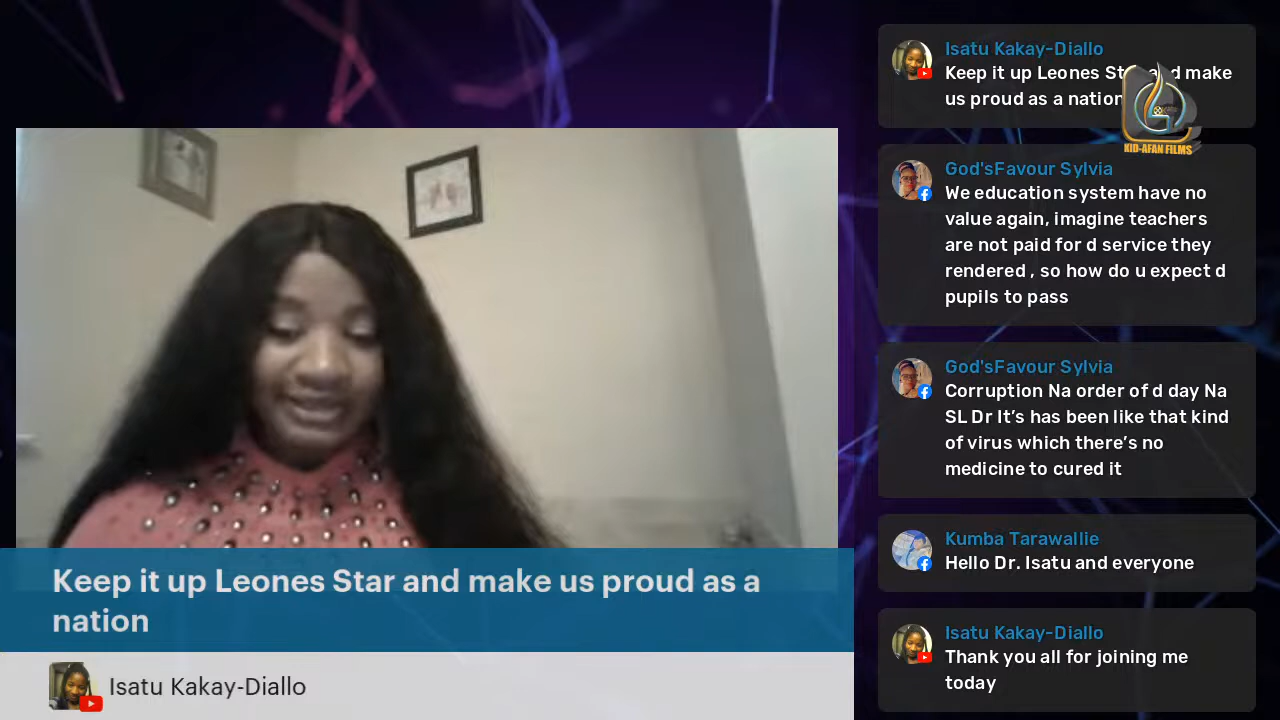 Keep it up Leones Star and make us proud as a
nation
Isatu Kakay-Diallo
Isatu Kakay-Diallo
Keep it up Leones Star and make
us proud as a nation
KID-AFAN FILMS
God'sFavour Sylvia
We education system have no
value again, imagine teachers
are not paid for d service they
rendered , so how do u expect d
pupils to pass
God'sFavour Sylvia
Corruption Na order of d day Na
SL Dr It’s has been like that kind
of virus which there’s no
medicine to cured it
Kumba Tarawallie
Hello Dr. Isatu and everyone
Isatu Kakay-Diallo
Thank you all for joining me
today